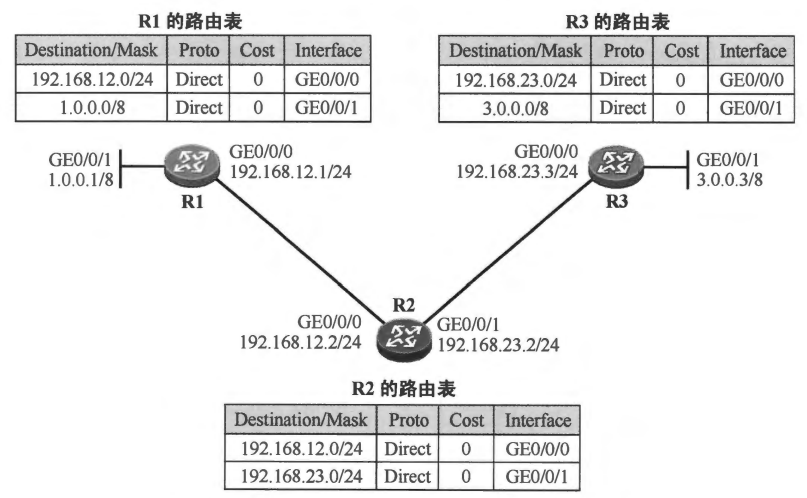 R1 的路由表
Destination/Mask Proto Cost Interface
192.168.12.0/24 Direct 0 GE0/0/0
1.0.0.0/8 Direct 0 GE0/0/1
R3 的路由表
Destination/Mask Proto Cost Interface
192.168.23.0/24 Direct 0 GE0/0/0
3.0.0.0/8 Direct 0 GE0/0/1
GE0/0/1
1.0.0.1/8
GE0/0/0
192.168.12.1/24
R1
GE0/0/0
192.168.23.3/24
GE0/0/1
3.0.0.3/8
R3
R2
GE0/0/0
192.168.12.2/24
GE0/0/1
192.168.23.2/24
R2 的路由表
Destination/Mask Proto Cost Interface
192.168.12.0/24 Direct 0 GE0/0/0
192.168.23.0/24 Direct 0 GE0/0/1